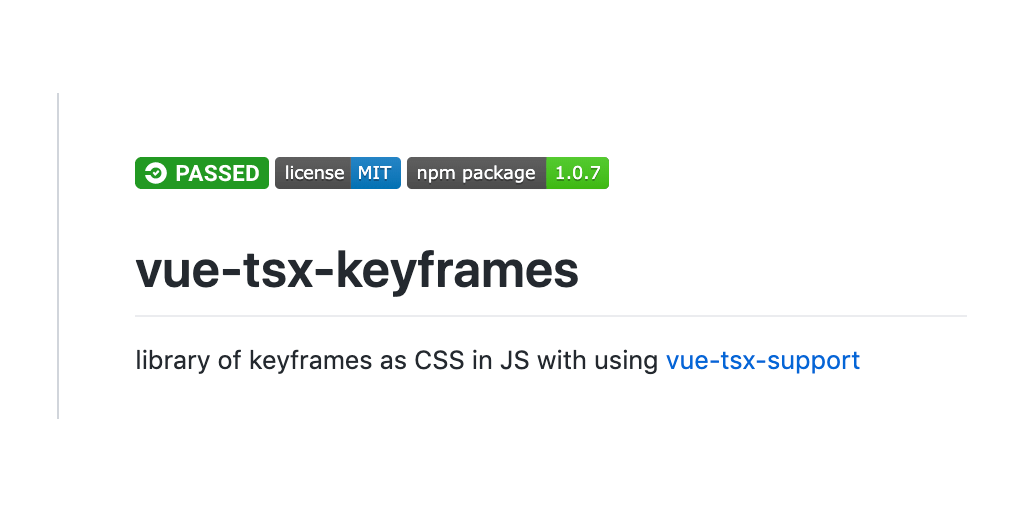 PASSED license MIT npm package 1.0.7
vue-tsx-keyframes
library of keyframes as CSS in JS with using vue-tsx-support